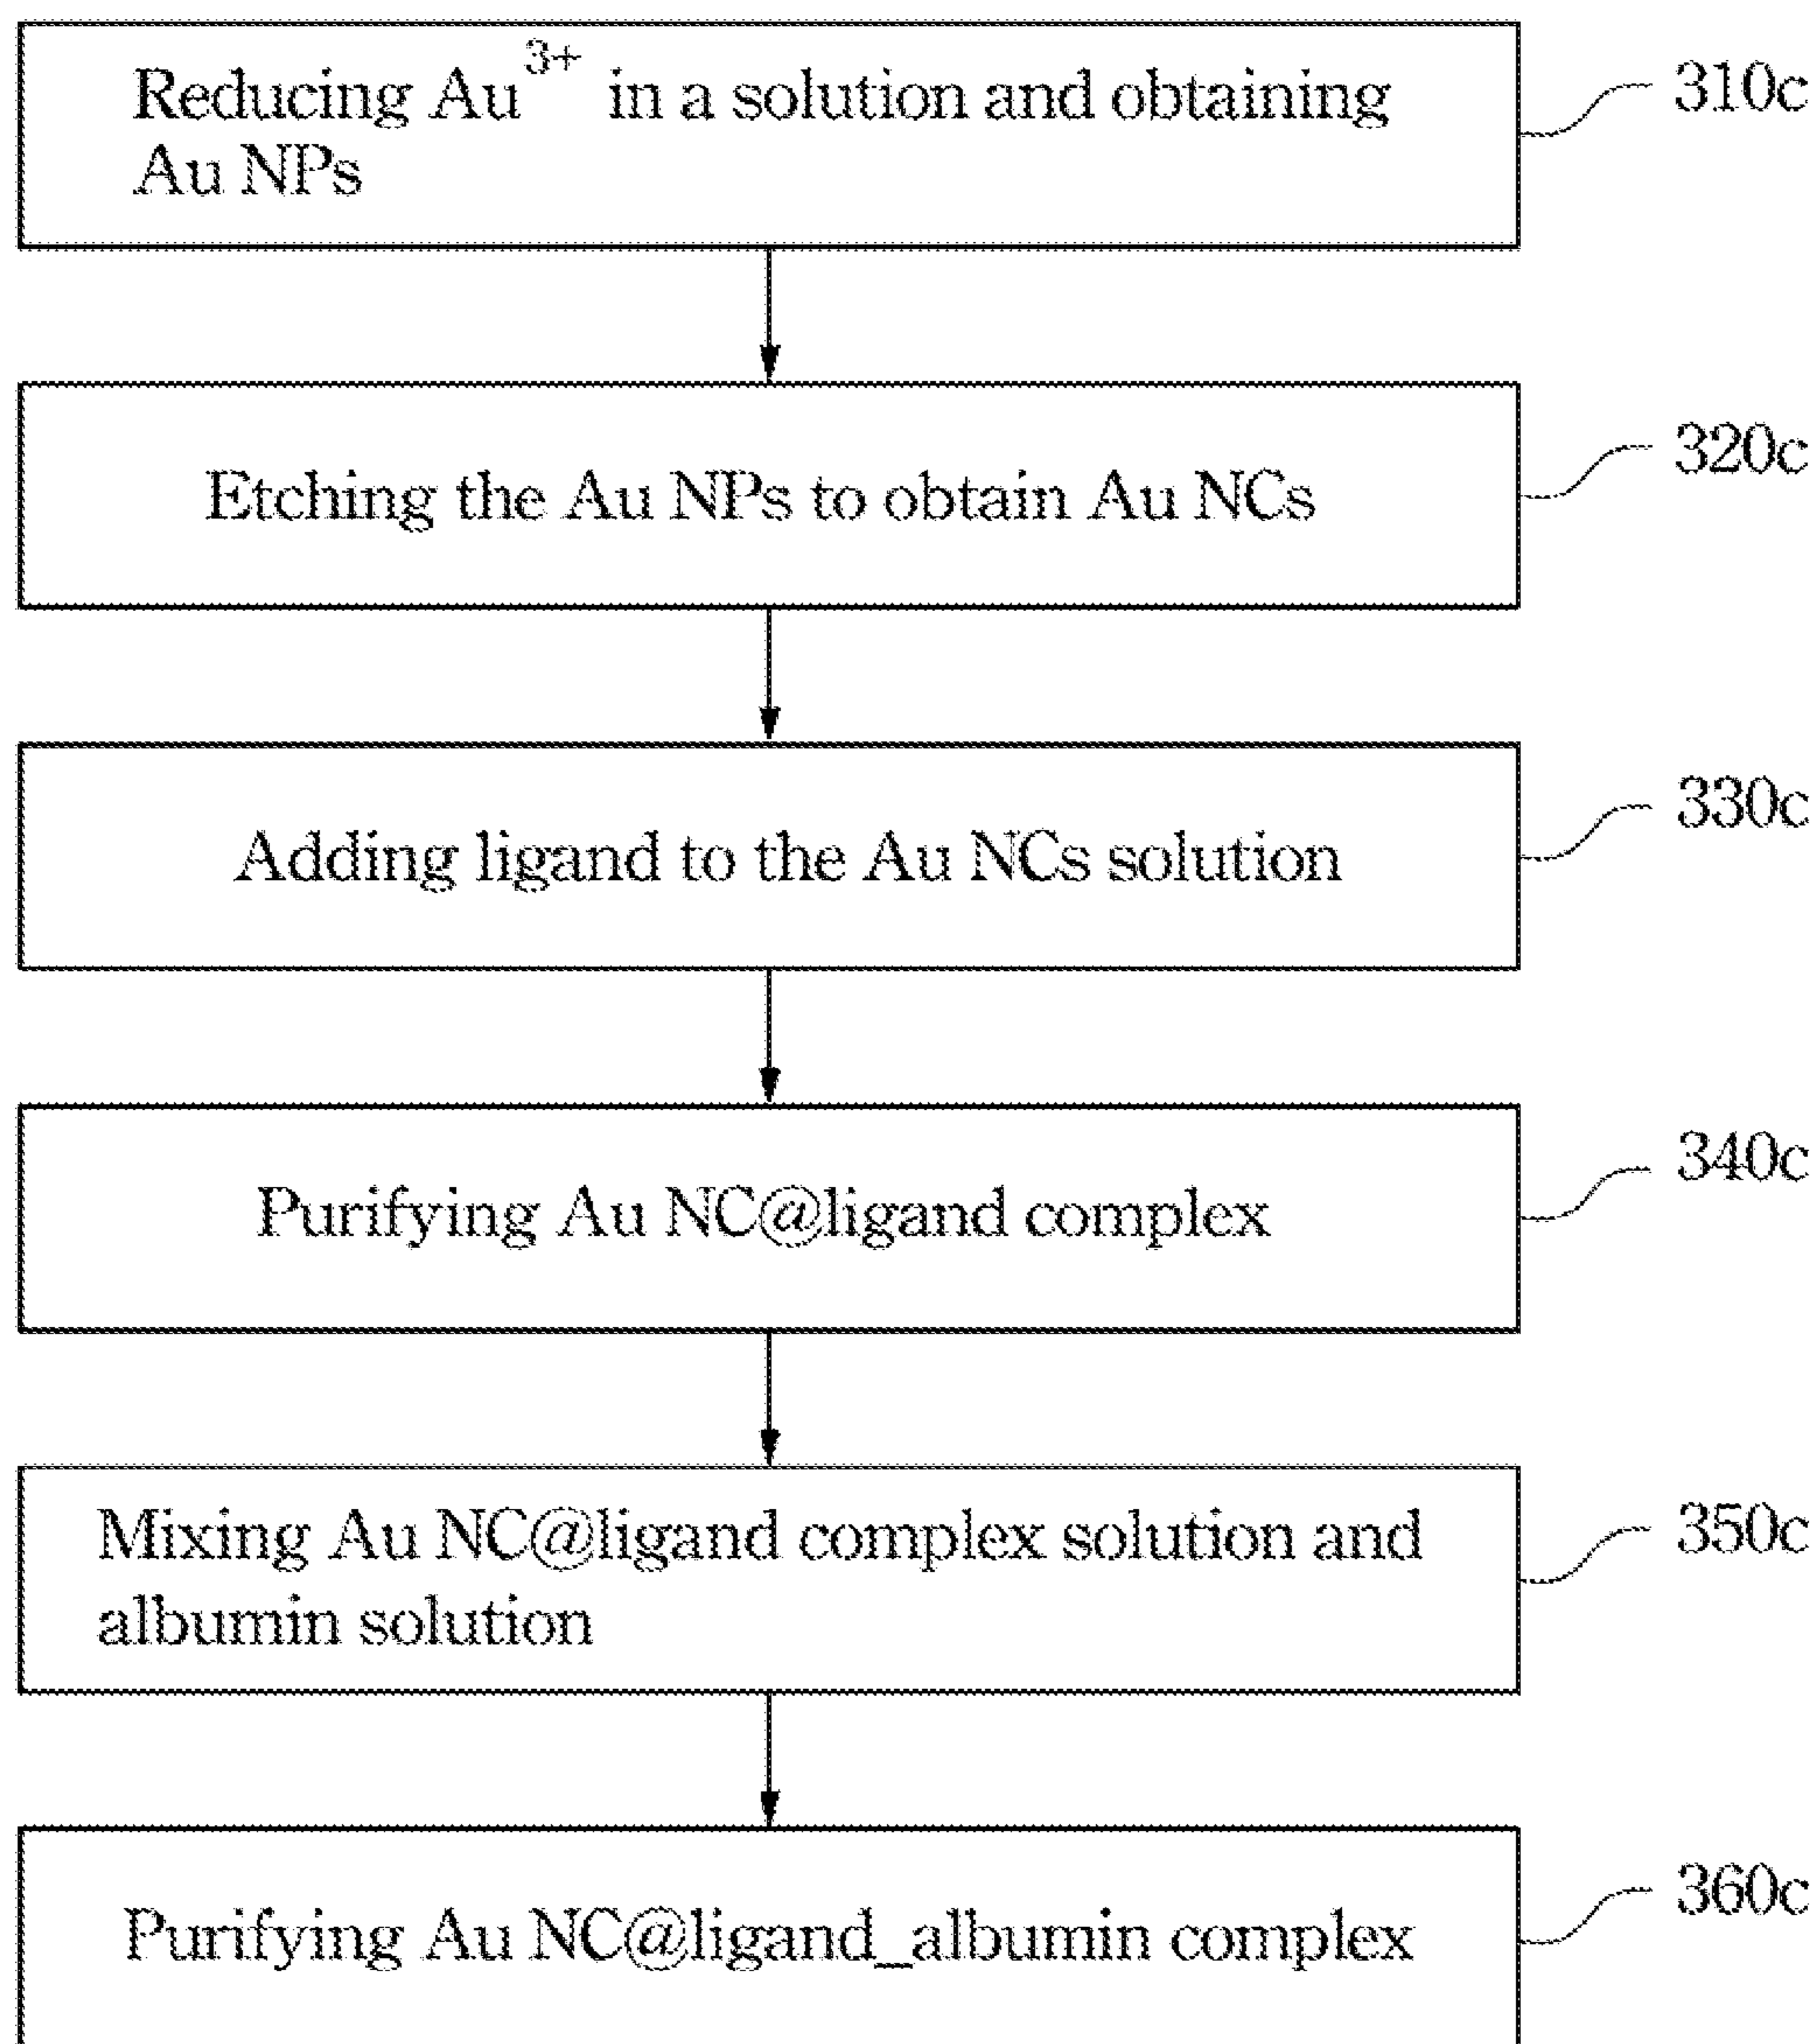 Reducing Au³⁺ in a solution and obtaining
Au NPs
310c
Etching the Au NPs to obtain Au NCs
320c
Adding ligand to the Au NCs solution
330c
Purifying Au NC@ligand complex
340c
Mixing Au NC@ligand complex solution and
albumin solution
350c
Purifying Au NC@ligand_albumin complex
360c